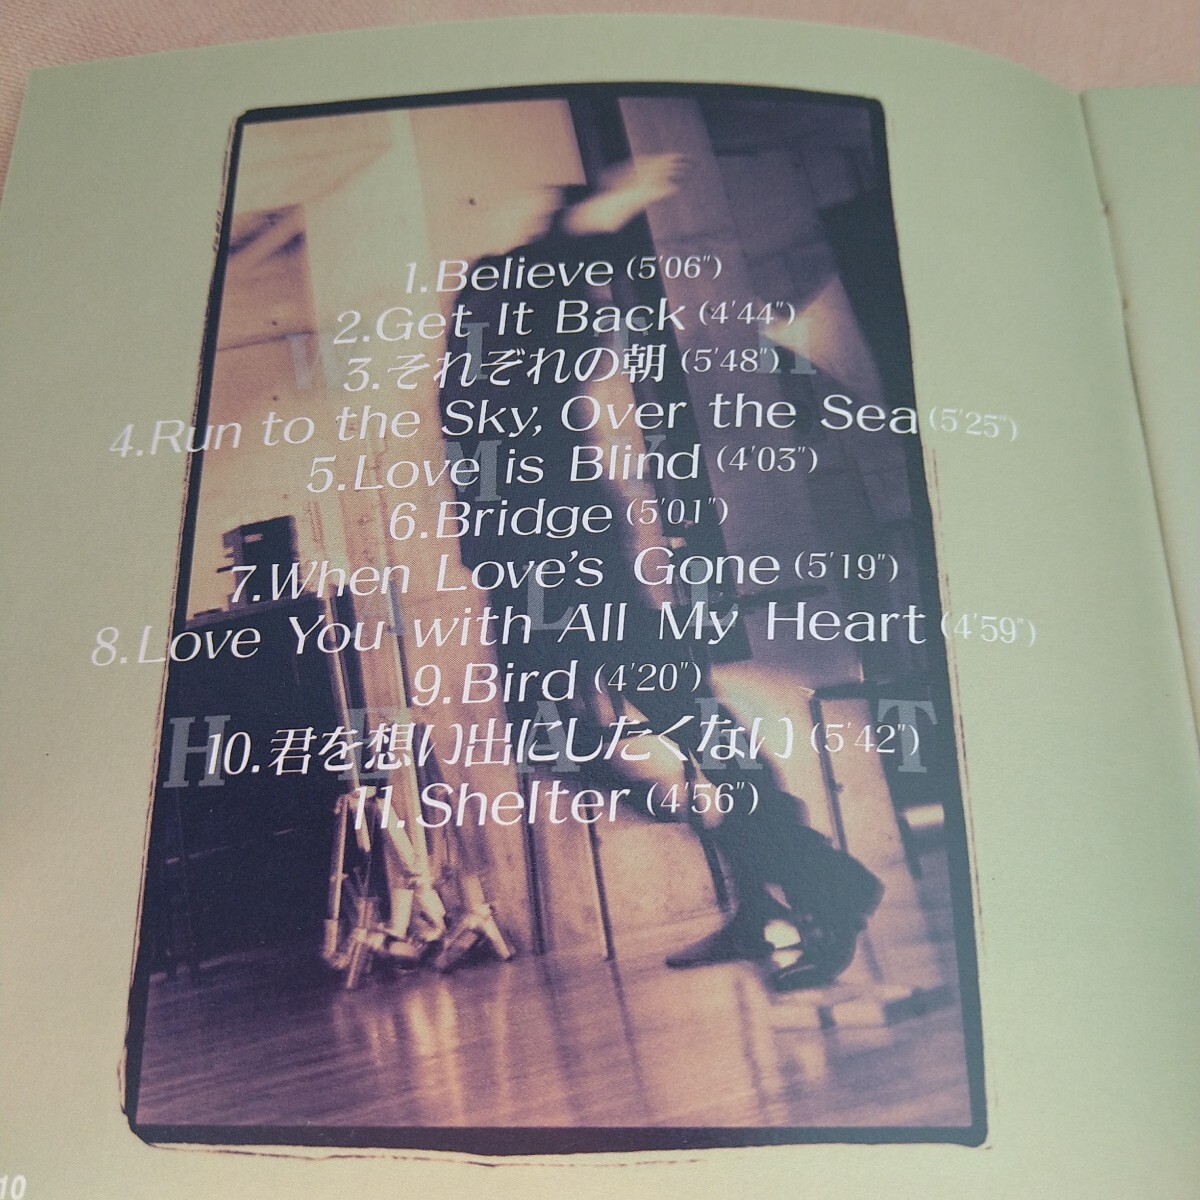 1.Believe (5'06")
2.Get It Back (4'44")
3.それぞれの朝 (5'48")
4.Run to the Sky, Over the Sea (5'25")
5.Love is Blind (4'03")
6.Bridge (5'01")
7.When Love's Gone (5'19")
8.Love You with All My Heart (4'59")
9.Bird (4'20")
10.君を想い出にしたくない (5'42")
11.Shelter (4'56")
WITH
MY
ALL
HEART
10